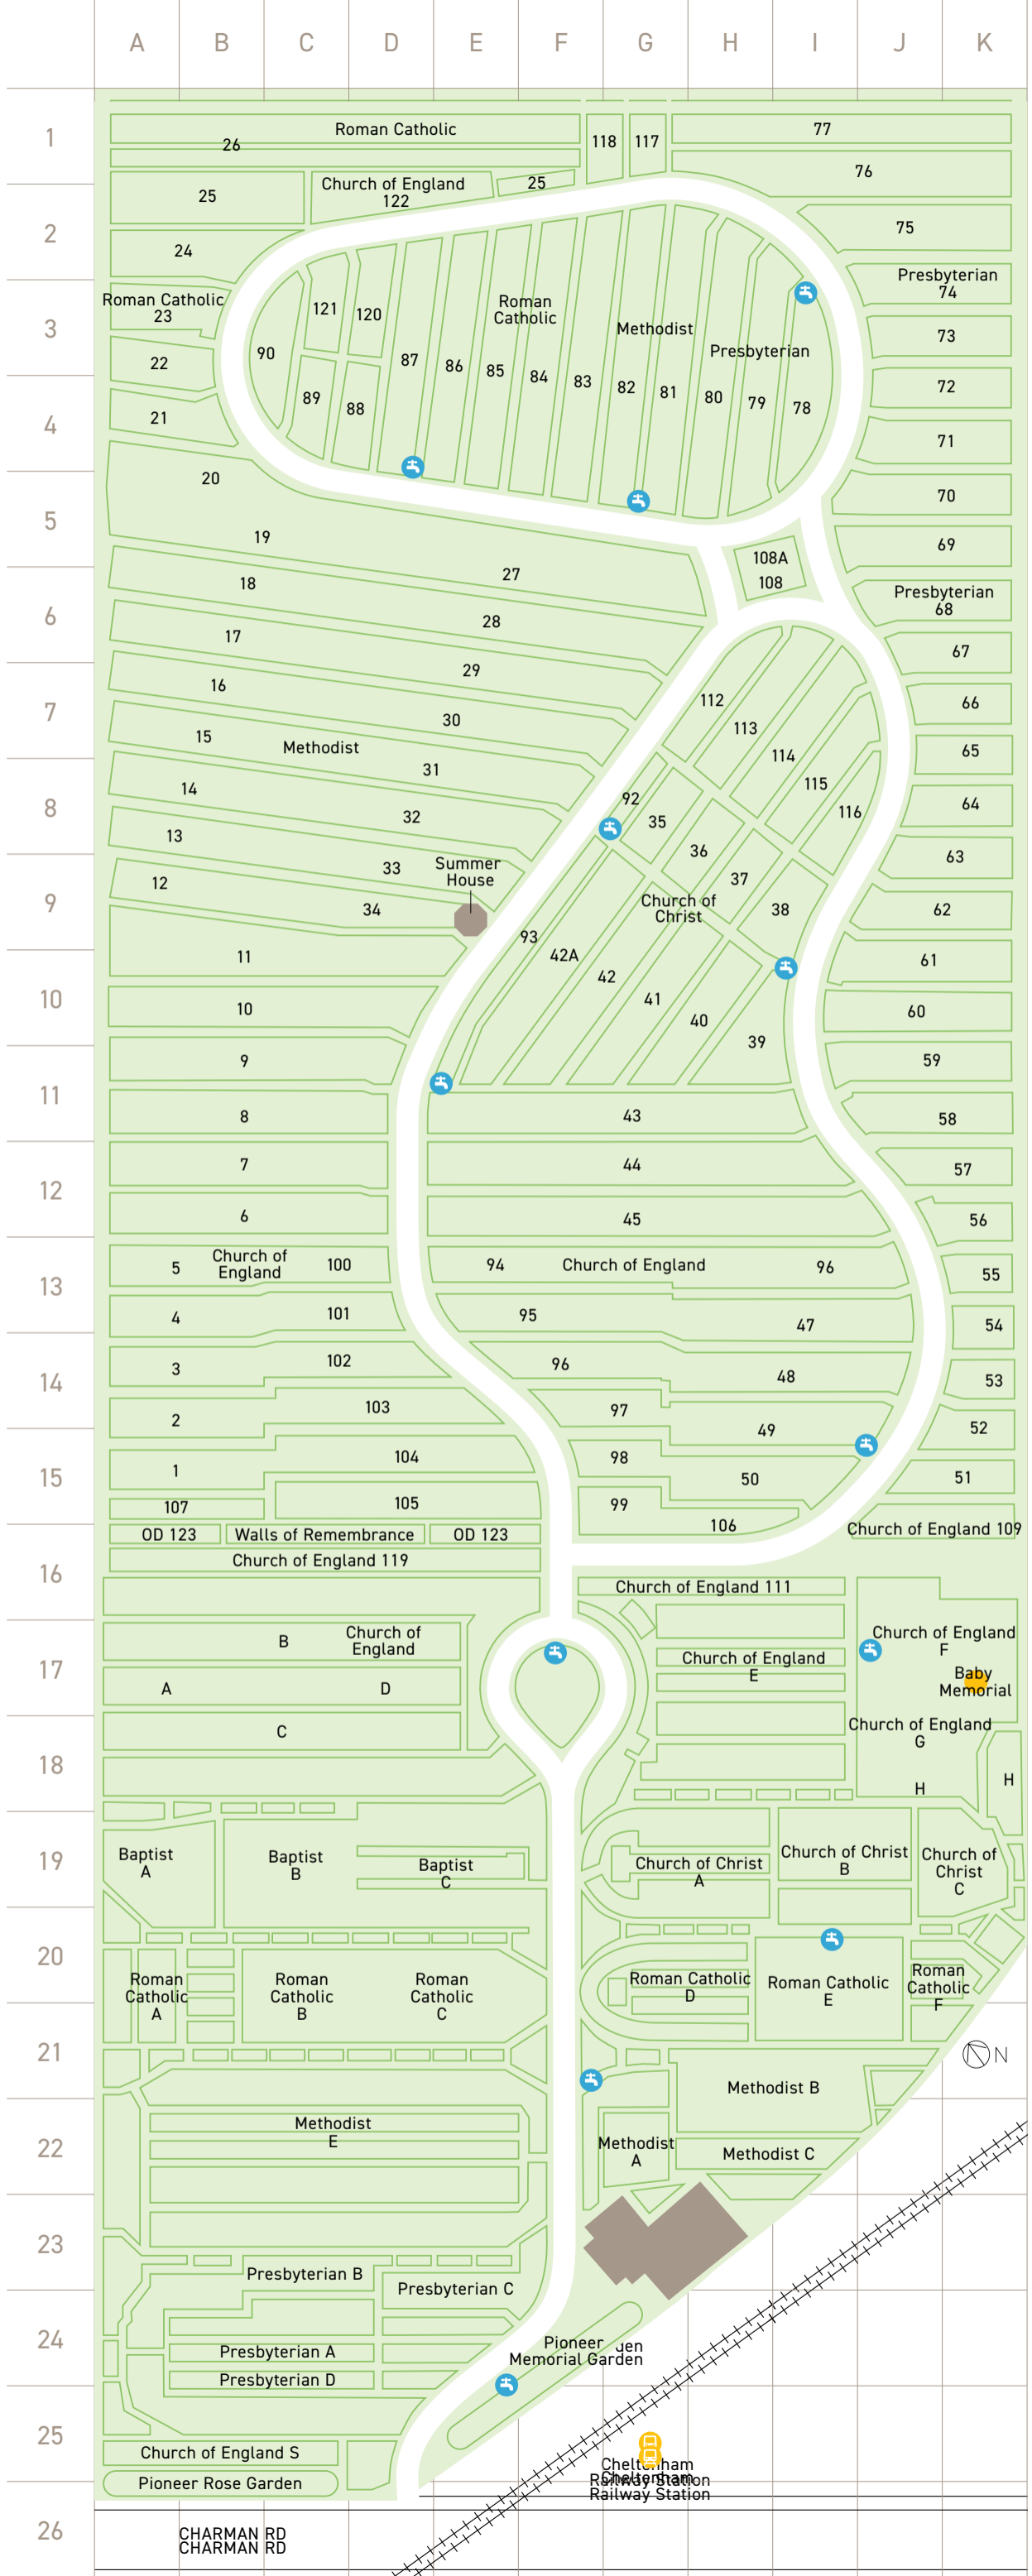 A B C D E F G H I J K
1
Roman Catholic
26
118
117
77
76
25
Church of England
122
25
2
24
75
Roman Catholic
23
3
121
120
Roman
Catholic
Methodist
Presbyterian
Presbyterian
74
73
22
90
89
88
87
86
85
84
83
82
81
80
79
78
72
4
21
71
20
70
5
19
108A
108
69
27
18
6
28
Presbyterian
68
17
67
29
16
7
30
112
113
66
15
Methodist
114
65
31
115
14
8
32
92
35
116
64
13
36
63
33
Summer
House
12
37
9
34
Church of
Christ
38
62
93
11
42A
61
42
10
10
41
40
60
39
9
59
11
8
43
58
7
44
57
12
6
45
56
5
Church of
England
100
94
Church of England
96
55
13
4
101
95
47
54
3
102
96
48
53
14
2
103
97
49
52
1
104
98
50
51
15
107
105
99
106
OD 123
Walls of Remembrance
OD 123
Church of England 109
16
Church of England 119
Church of England 111
B
Church of
England
Church of England
E
Church of England
F
17
A
D
Baby
Memorial
C
Church of England
G
18
H
H
Baptist
A
Baptist
B
Baptist
C
Church of Christ
A
Church of Christ
B
Church of
Christ
C
19
20
Roman
Catholic
A
Roman
Catholic
B
Roman
Catholic
C
Roman Catholic
D
Roman Catholic
E
Roman
Catholic
F
21
N
Methodist B
Methodist
E
22
Methodist
A
Methodist C
23
Presbyterian B
Presbyterian C
24
Presbyterian A
Presbyterian D
Pioneer
Memorial Garden
den
25
Church of England S
Pioneer Rose Garden
Cheltenham
Railway Station
Cheltenham
Railway Station
26
CHARMAN RD
CHARMAN RD